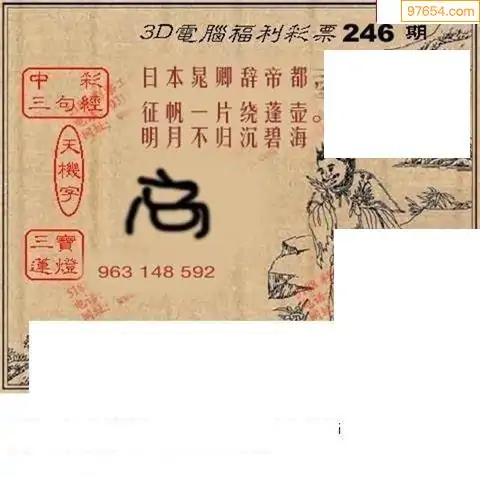 97654.com
3D電腦福利彩票246期
中彩
三句經
日本晁卿辞帝都
征帆一片绕蓬壶。
明月不归沉碧海
天機字
三寶
蓮燈
963 148 592
i